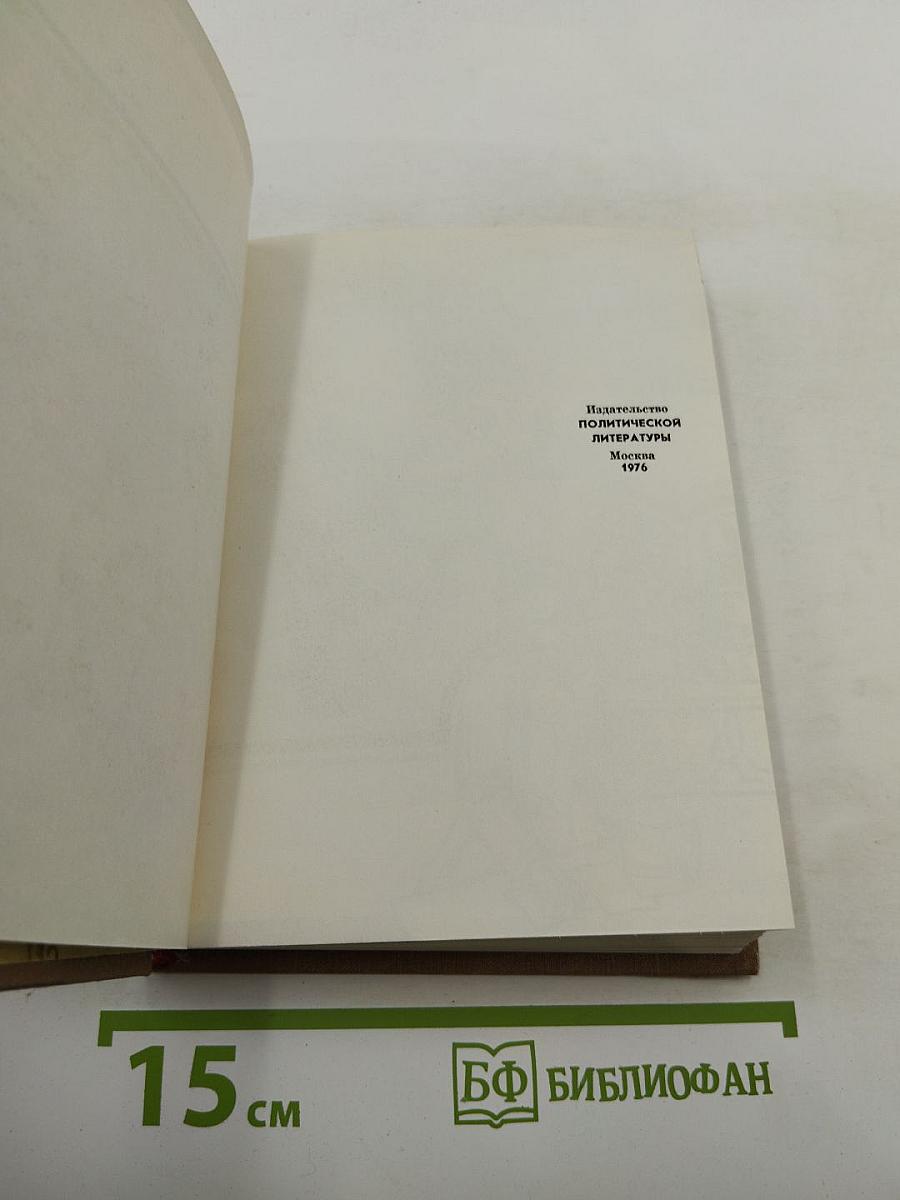 Издательство
ПОЛИТИЧЕСКОЙ
ЛИТЕРАТУРЫ
Москва
1976
15 см
БФ БИБЛИОФАН